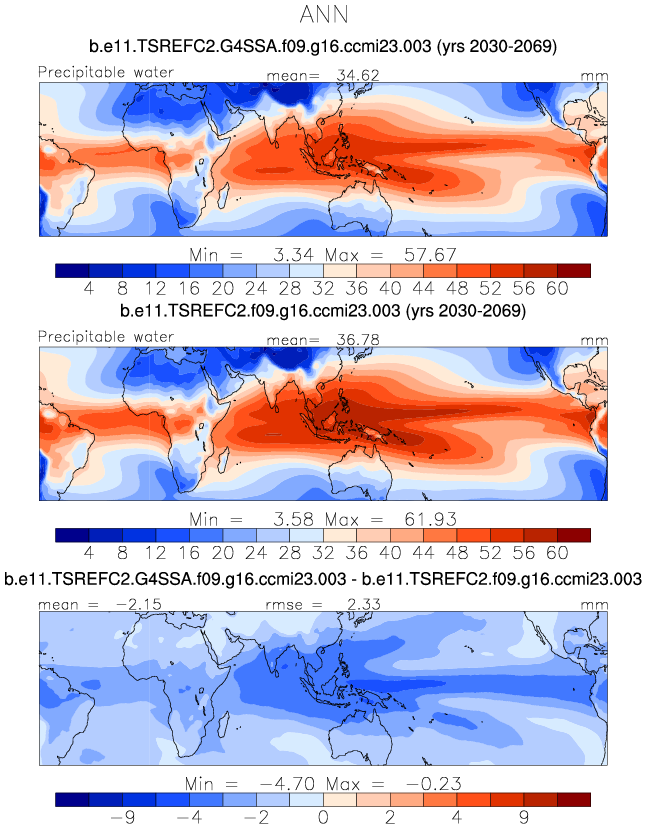 ANN
b.e11.TSREFC2.G4SSA.f09.g16.ccmi23.003 (yrs 2030-2069)
Precipitable water mean= 34.62 mm
Min = 3.34 Max = 57.67
4 8 12 16 20 24 28 32 36 40 44 48 52 56 60
b.e11.TSREFC2.f09.g16.ccmi23.003 (yrs 2030-2069)
Precipitable water mean= 36.78 mm
Min = 3.58 Max = 61.93
4 8 12 16 20 24 28 32 36 40 44 48 52 56 60
b.e11.TSREFC2.G4SSA.f09.g16.ccmi23.003 - b.e11.TSREFC2.f09.g16.ccmi23.003
mean = −2.15 rmse = 2.33 mm
Min = −4.70 Max = −0.23
−9 −4 −2 0 2 4 9